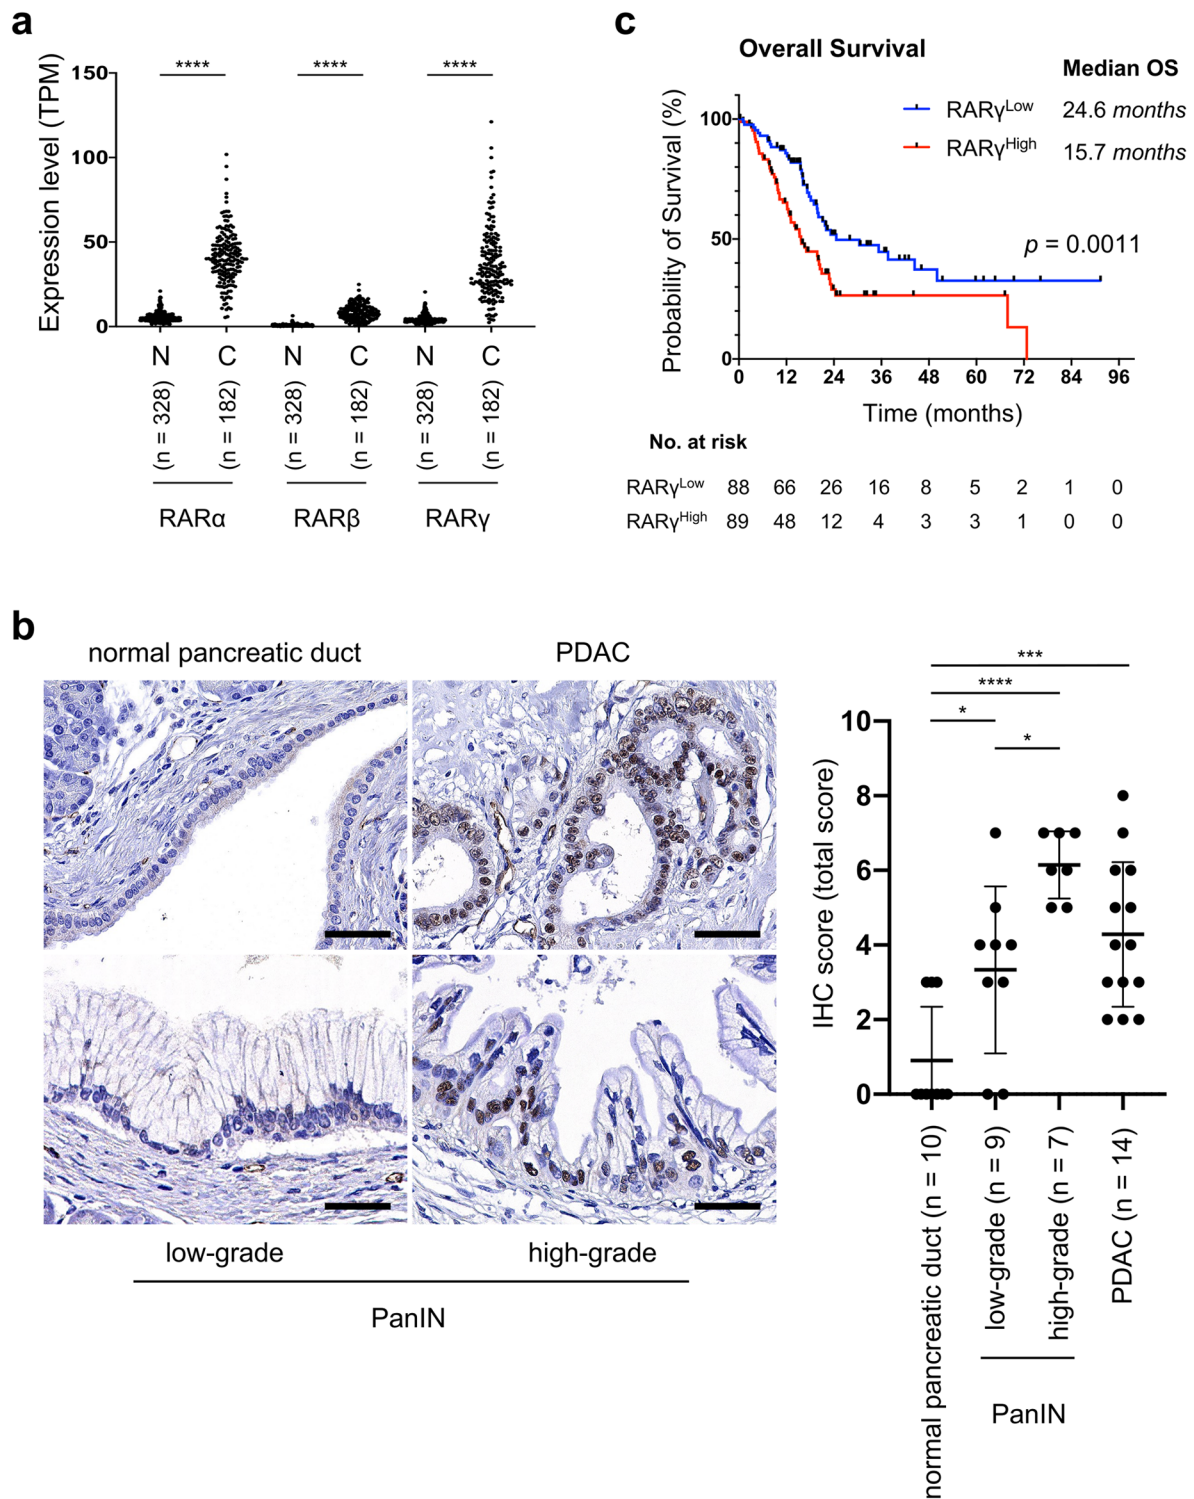 a
Expression level (TPM)
150
100
50
0
****
****
****
N
C
N
C
N
C
(n = 328)
(n = 182)
(n = 328)
(n = 182)
(n = 328)
(n = 182)
RARα
RARβ
RARγ
c
Overall Survival
Median OS
RARγLow 24.6 months
RARγHigh 15.7 months
p = 0.0011
Probability of Survival (%)
100
50
0
0 12 24 36 48 60 72 84 96
Time (months)
No. at risk
RARγLow 88 66 26 16 8 5 2 1 0
RARγHigh 89 48 12 4 3 3 1 0 0
b
normal pancreatic duct
PDAC
low-grade
high-grade
PanIN
***
****
*
*
IHC score (total score)
10
8
6
4
2
0
normal pancreatic duct (n = 10)
low-grade (n = 9)
high-grade (n = 7)
PDAC (n = 14)
PanIN